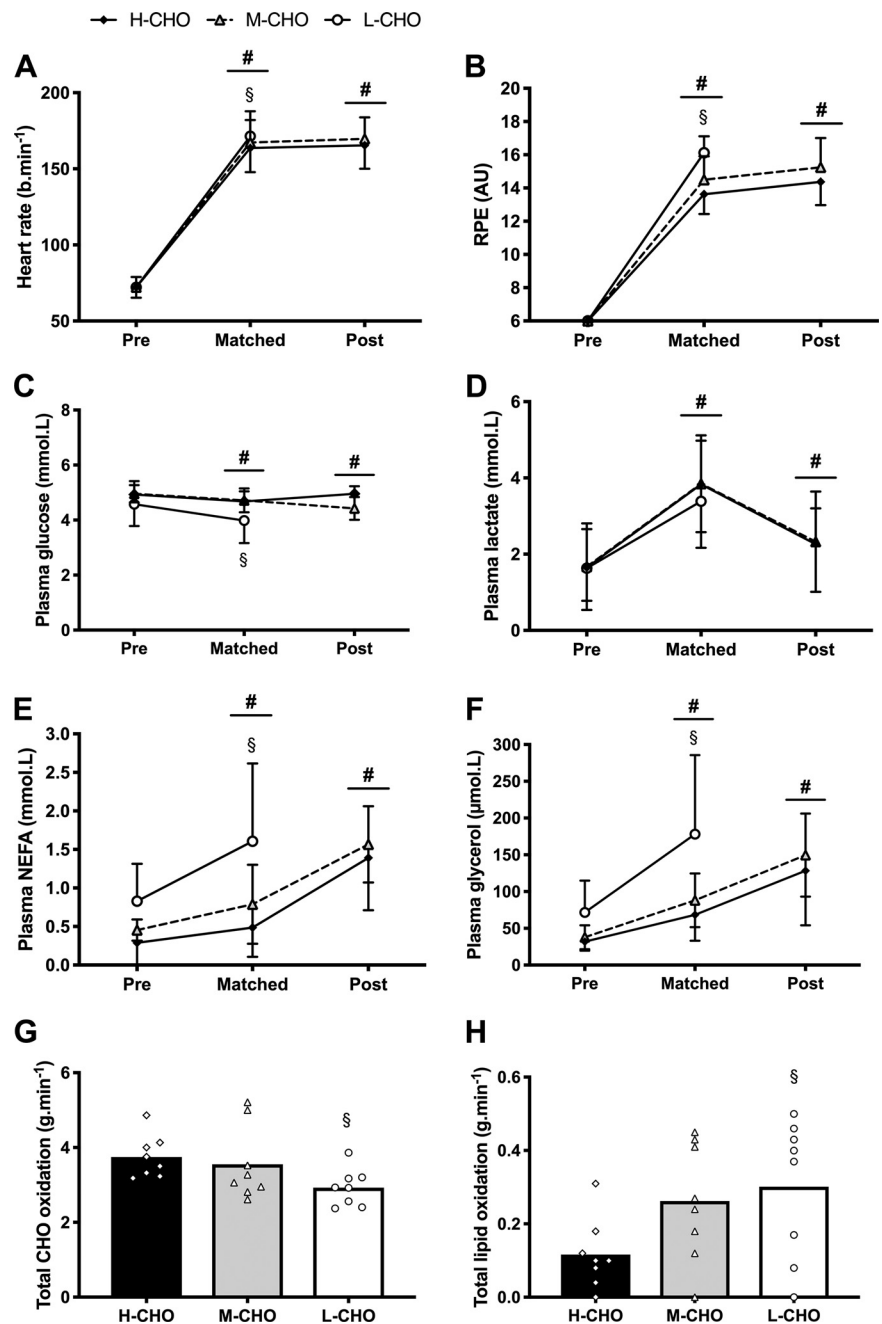 H-CHO M-CHO L-CHO
A
#
§
#
200
150
100
50
Heart rate (b.min-1)
Pre Matched Post
B
#
§
#
20
18
16
14
12
10
8
6
RPE (AU)
Pre Matched Post
C
#
#
§
8
6
4
2
0
Plasma glucose (mmol.L)
Pre Matched Post
D
#
#
6
4
2
0
Plasma lactate (mmol.L)
Pre Matched Post
E
#
§
#
3.0
2.5
2.0
1.5
1.0
0.5
0.0
Plasma NEFA (mmol.L)
Pre Matched Post
F
#
§
#
300
250
200
150
100
50
0
Plasma glycerol (µmol.L)
Pre Matched Post
G
§
6
4
2
0
Total CHO oxidation (g.min-1)
H-CHO M-CHO L-CHO
H
§
0.6
0.4
0.2
0.0
Total lipid oxidation (g.min-1)
H-CHO M-CHO L-CHO